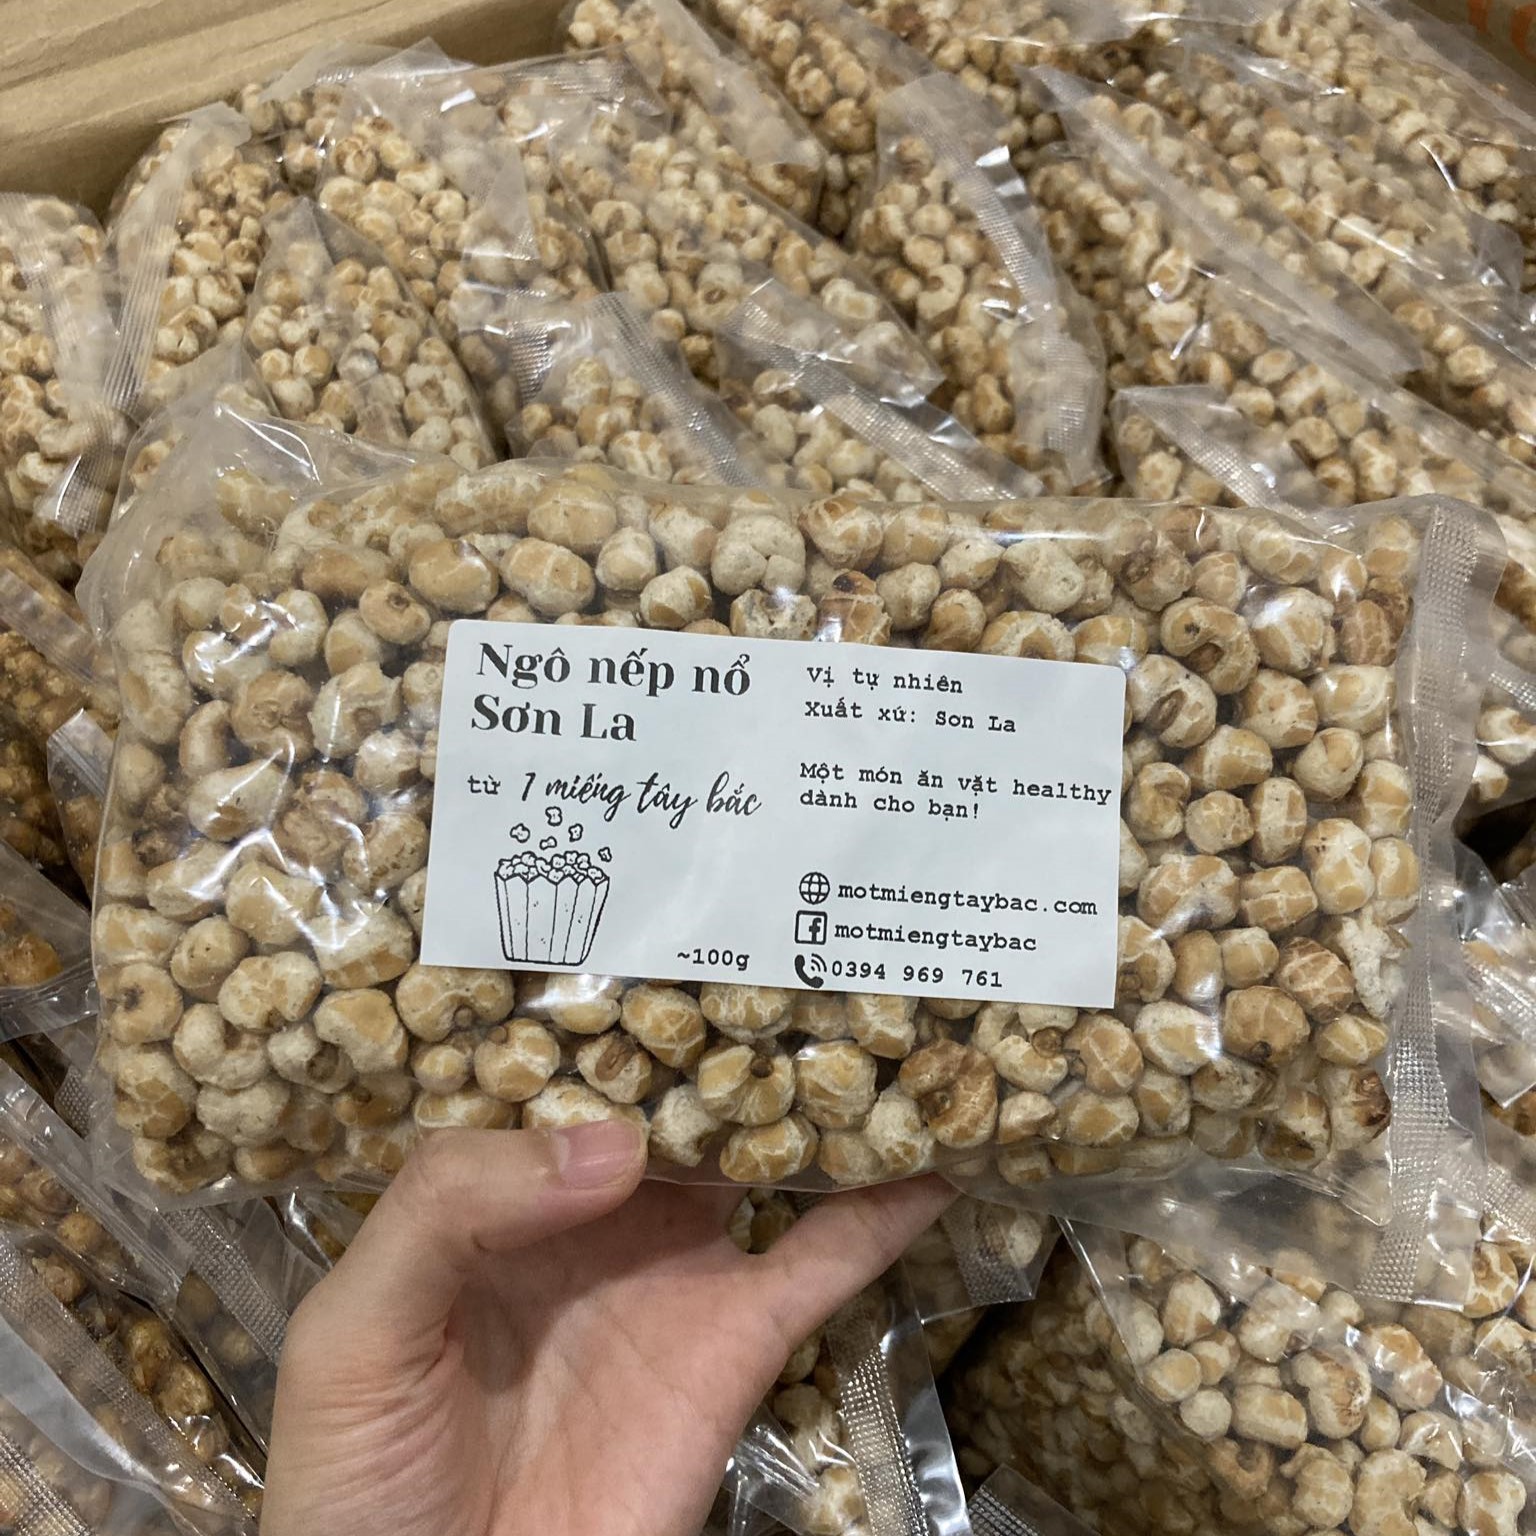 Ngô nếp nổ
Sơn La
từ 1 miếng tây bắc
~100g
Vị tự nhiên
Xuất xứ: Sơn La
Một món ăn vặt healthy
dành cho bạn!
motmiengtaybac.com
motmiengtaybac
0394 969 761